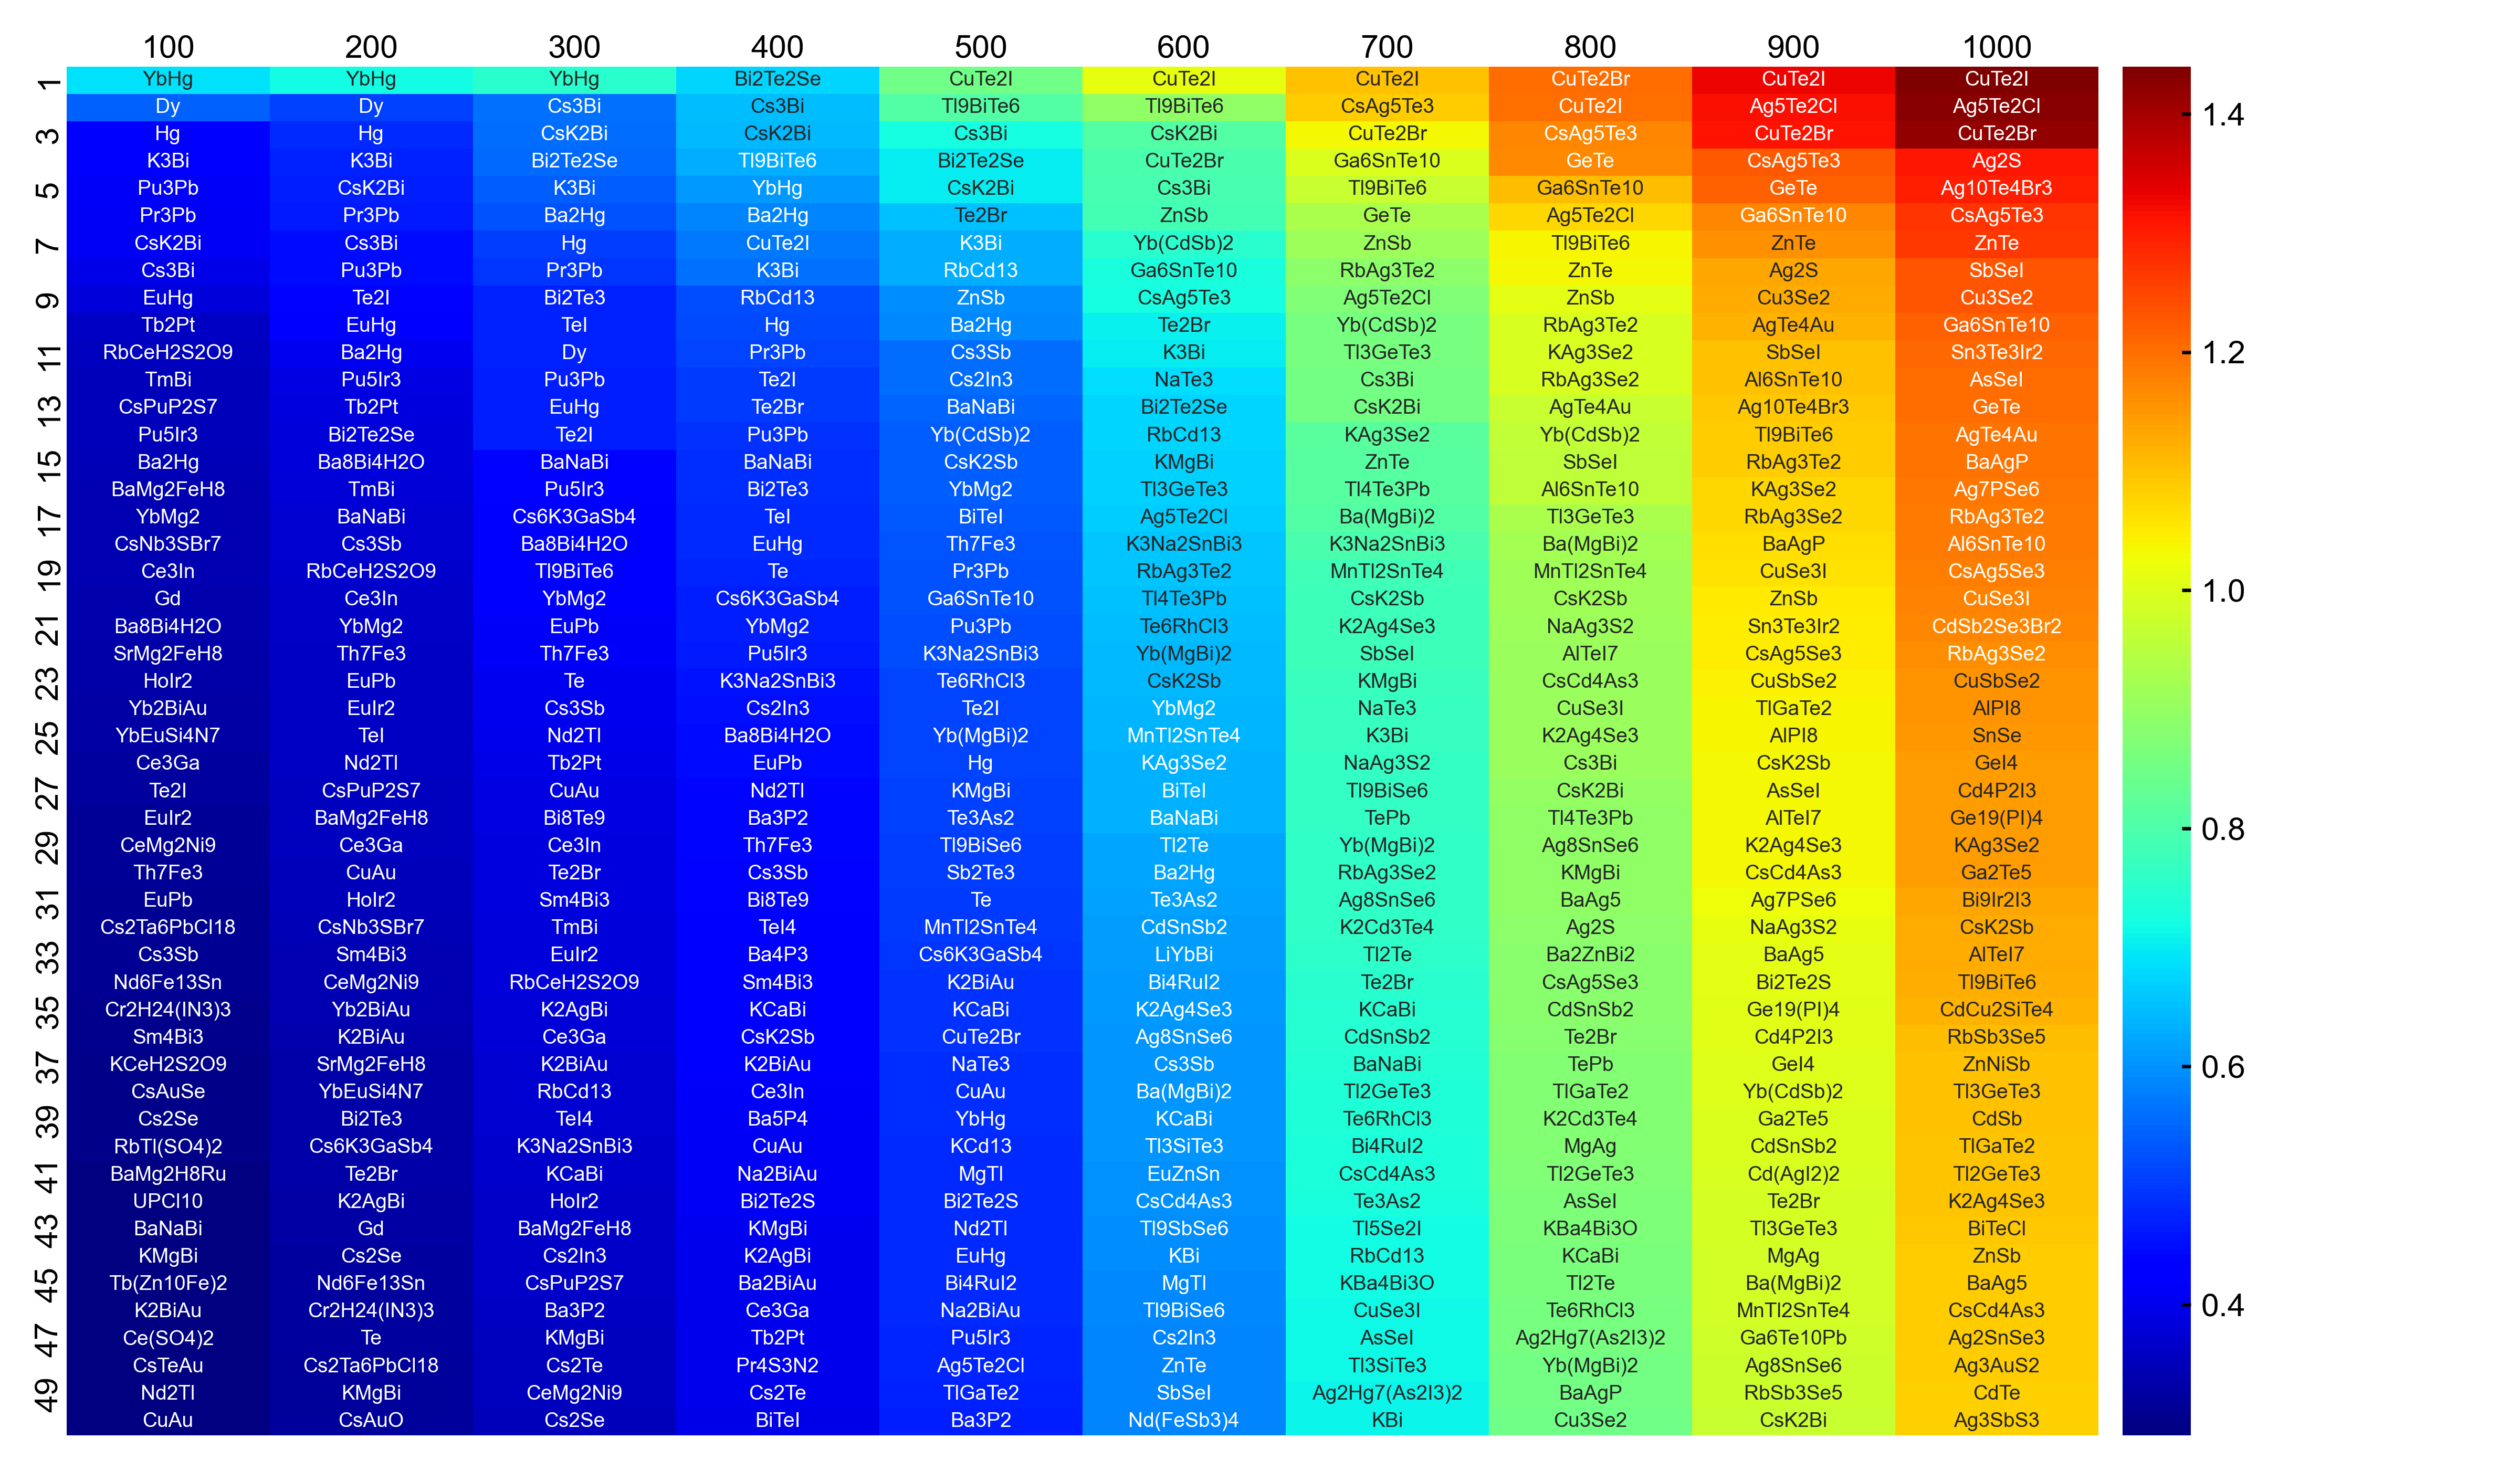 100 200 300 400 500 600 700 800 900 1000
1 YbHg YbHg YbHg Bi2Te2Se CuTe2I CuTe2I CuTe2I CuTe2Br CuTe2I CuTe2I
Dy Dy Cs3Bi Cs3Bi Tl9BiTe6 Tl9BiTe6 CsAg5Te3 CuTe2I Ag5Te2Cl Ag5Te2Cl
3 Hg Hg CsK2Bi CsK2Bi Cs3Bi CsK2Bi CuTe2Br CsAg5Te3 CuTe2Br CuTe2Br
K3Bi K3Bi Bi2Te2Se Tl9BiTe6 Bi2Te2Se CuTe2Br Ga6SnTe10 GeTe CsAg5Te3 Ag2S
5 Pu3Pb CsK2Bi K3Bi YbHg CsK2Bi Cs3Bi Tl9BiTe6 Ga6SnTe10 GeTe Ag10Te4Br3
Pr3Pb Pr3Pb Ba2Hg Ba2Hg Te2Br ZnSb GeTe Ag5Te2Cl Ga6SnTe10 CsAg5Te3
7 CsK2Bi Cs3Bi Hg CuTe2I K3Bi Yb(CdSb)2 ZnSb Tl9BiTe6 ZnTe ZnTe
Cs3Bi Pu3Pb Pr3Pb K3Bi RbCd13 Ga6SnTe10 RbAg3Te2 ZnTe Ag2S SbSeI
9 EuHg Te2I Bi2Te3 RbCd13 ZnSb CsAg5Te3 Ag5Te2Cl ZnSb Cu3Se2 Cu3Se2
Tb2Pt EuHg TeI Hg Ba2Hg Te2Br Yb(CdSb)2 RbAg3Te2 AgTe4Au Ga6SnTe10
11 RbCeH2S2O9 Ba2Hg Dy Pr3Pb Cs3Sb K3Bi Tl3GeTe3 KAg3Se2 SbSeI Sn3Te3Ir2
TmBi Pu5Ir3 Pu3Pb Te2I Cs2In3 NaTe3 Cs3Bi RbAg3Se2 Al6SnTe10 AsSeI
13 CsPuP2S7 Tb2Pt EuHg Te2Br BaNaBi Bi2Te2Se CsK2Bi AgTe4Au Ag10Te4Br3 GeTe
Pu5Ir3 Bi2Te2Se Te2I Pu3Pb Yb(CdSb)2 RbCd13 KAg3Se2 Yb(CdSb)2 Tl9BiTe6 AgTe4Au
15 Ba2Hg Ba8Bi4H2O BaNaBi BaNaBi CsK2Sb KMgBi ZnTe SbSeI RbAg3Te2 BaAgP
BaMg2FeH8 TmBi Pu5Ir3 Bi2Te3 YbMg2 Tl3GeTe3 Tl4Te3Pb Al6SnTe10 KAg3Se2 Ag7PSe6
17 YbMg2 BaNaBi Cs6K3GaSb4 TeI BiTeI Ag5Te2Cl Ba(MgBi)2 Tl3GeTe3 RbAg3Se2 RbAg3Te2
CsNb3SBr7 Cs3Sb Ba8Bi4H2O EuHg Th7Fe3 K3Na2SnBi3 K3Na2SnBi3 Ba(MgBi)2 BaAgP Al6SnTe10
19 Ce3In RbCeH2S2O9 Tl9BiTe6 Te Pr3Pb RbAg3Te2 MnTl2SnTe4 MnTl2SnTe4 CuSe3I CsAg5Se3
Gd Ce3In YbMg2 Cs6K3GaSb4 Ga6SnTe10 Tl4Te3Pb CsK2Sb CsK2Sb ZnSb CuSe3I
21 Ba8Bi4H2O YbMg2 EuPb YbMg2 Pu3Pb Te6RhCl3 K2Ag4Se3 NaAg3S2 Sn3Te3Ir2 CdSb2Se3Br2
SrMg2FeH8 Th7Fe3 Th7Fe3 Pu5Ir3 K3Na2SnBi3 Yb(MgBi)2 SbSeI AlTeI7 CsAg5Se3 RbAg3Se2
23 HoIr2 EuPb Te K3Na2SnBi3 Te6RhCl3 CsK2Sb KMgBi CsCd4As3 CuSbSe2 CuSbSe2
Yb2BiAu EuIr2 Cs3Sb Cs2In3 Te2I YbMg2 NaTe3 CuSe3I TlGaTe2 AlPI8
25 YbEuSi4N7 TeI Nd2Tl Ba8Bi4H2O Yb(MgBi)2 MnTl2SnTe4 K3Bi K2Ag4Se3 AlPI8 SnSe
Ce3Ga Nd2Tl Tb2Pt EuPb Hg KAg3Se2 NaAg3S2 Cs3Bi CsK2Sb GeI4
27 Te2I CsPuP2S7 CuAu Nd2Tl KMgBi BiTeI Tl9BiSe6 CsK2Bi AsSeI Cd4P2I3
EuIr2 BaMg2FeH8 Bi8Te9 Ba3P2 Te3As2 BaNaBi TePb Tl4Te3Pb AlTeI7 Ge19(PI)4
29 CeMg2Ni9 Ce3Ga Ce3In Th7Fe3 Tl9BiSe6 Tl2Te Yb(MgBi)2 Ag8SnSe6 K2Ag4Se3 KAg3Se2
Th7Fe3 CuAu Te2Br Cs3Sb Sb2Te3 Ba2Hg RbAg3Se2 KMgBi CsCd4As3 Ga2Te5
31 EuPb HoIr2 Sm4Bi3 Bi8Te9 Te Te3As2 Ag8SnSe6 BaAg5 Ag7PSe6 Bi9Ir2I3
Cs2Ta6PbCl18 CsNb3SBr7 TmBi TeI4 MnTl2SnTe4 CdSnSb2 K2Cd3Te4 Ag2S NaAg3S2 CsK2Sb
33 Cs3Sb Sm4Bi3 EuIr2 Ba4P3 Cs6K3GaSb4 LiYbBi Tl2Te Ba2ZnBi2 BaAg5 AlTeI7
Nd6Fe13Sn CeMg2Ni9 RbCeH2S2O9 Sm4Bi3 K2BiAu Bi4RuI2 Te2Br CsAg5Se3 Bi2Te2S Tl9BiTe6
35 Cr2H24(IN3)3 Yb2BiAu K2AgBi KCaBi KCaBi K2Ag4Se3 KCaBi CdSnSb2 Ge19(PI)4 CdCu2SiTe4
Sm4Bi3 K2BiAu Ce3Ga CsK2Sb CuTe2Br Ag8SnSe6 CdSnSb2 Te2Br Cd4P2I3 RbSb3Se5
37 KCeH2S2O9 SrMg2FeH8 K2BiAu K2BiAu NaTe3 Cs3Sb BaNaBi TePb GeI4 ZnNiSb
CsAuSe YbEuSi4N7 RbCd13 Ce3In CuAu Ba(MgBi)2 Tl2GeTe3 TlGaTe2 Yb(CdSb)2 Tl3GeTe3
39 Cs2Se Bi2Te3 TeI4 Ba5P4 YbHg KCaBi Te6RhCl3 K2Cd3Te4 Ga2Te5 CdSb
RbTl(SO4)2 Cs6K3GaSb4 K3Na2SnBi3 CuAu KCd13 Tl3SiTe3 Bi4RuI2 MgAg CdSnSb2 TlGaTe2
41 BaMg2H8Ru Te2Br KCaBi Na2BiAu MgTl EuZnSn CsCd4As3 Tl2GeTe3 Cd(AgI2)2 Tl2GeTe3
UPCl10 K2AgBi HoIr2 Bi2Te2S Bi2Te2S CsCd4As3 Te3As2 AsSeI Te2Br K2Ag4Se3
43 BaNaBi Gd BaMg2FeH8 KMgBi Nd2Tl Tl9SbSe6 Tl5Se2I KBa4Bi3O Tl3GeTe3 BiTeCl
KMgBi Cs2Se Cs2In3 K2AgBi EuHg KBi RbCd13 KCaBi MgAg ZnSb
45 Tb(Zn10Fe)2 Nd6Fe13Sn CsPuP2S7 Ba2BiAu Bi4RuI2 MgTl KBa4Bi3O Tl2Te Ba(MgBi)2 BaAg5
K2BiAu Cr2H24(IN3)3 Ba3P2 Ce3Ga Na2BiAu Tl9BiSe6 CuSe3I Te6RhCl3 MnTl2SnTe4 CsCd4As3
47 Ce(SO4)2 Te KMgBi Tb2Pt Pu5Ir3 Cs2In3 AsSeI Ag2Hg7(As2I3)2 Ga6Te10Pb Ag2SnSe3
CsTeAu Cs2Ta6PbCl18 Cs2Te Pr4S3N2 Ag5Te2Cl ZnTe Tl3SiTe3 Yb(MgBi)2 Ag8SnSe6 Ag3AuS2
49 Nd2Tl KMgBi CeMg2Ni9 Cs2Te TlGaTe2 SbSeI Ag2Hg7(As2I3)2 BaAgP RbSb3Se5 CdTe
CuAu CsAuO Cs2Se BiTeI Ba3P2 Nd(FeSb3)4 KBi Cu3Se2 CsK2Bi Ag3SbS3
1.4
1.2
1.0
0.8
0.6
0.4